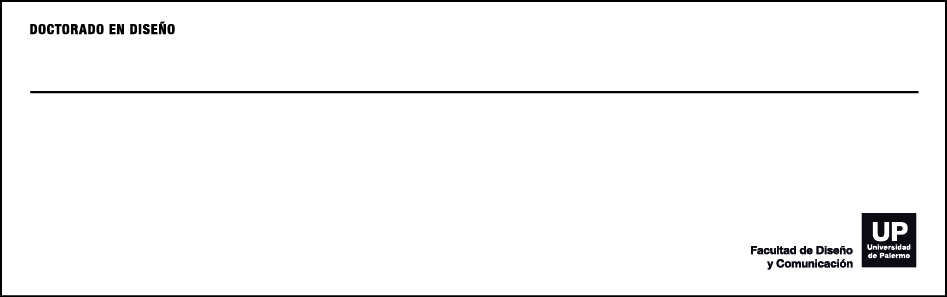 DOCTORADO EN DISEÑO
Facultad de Diseño
y Comunicación
UP
Universidad
de Palermo